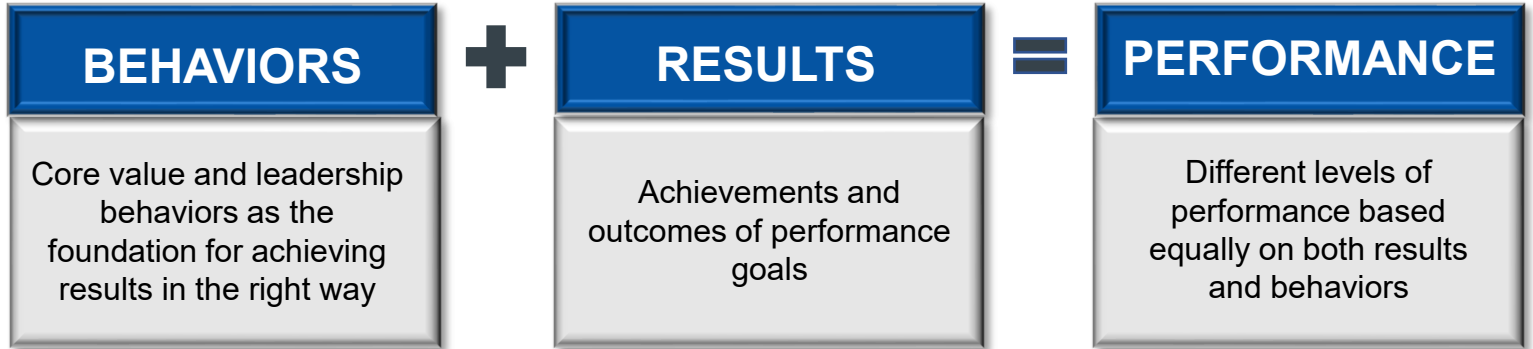 BEHAVIORS
Core value and leadership
behaviors as the
foundation for achieving
results in the right way
+
RESULTS
Achievements and
outcomes of performance
goals
=
PERFORMANCE
Different levels of
performance based
equally on both results
and behaviors